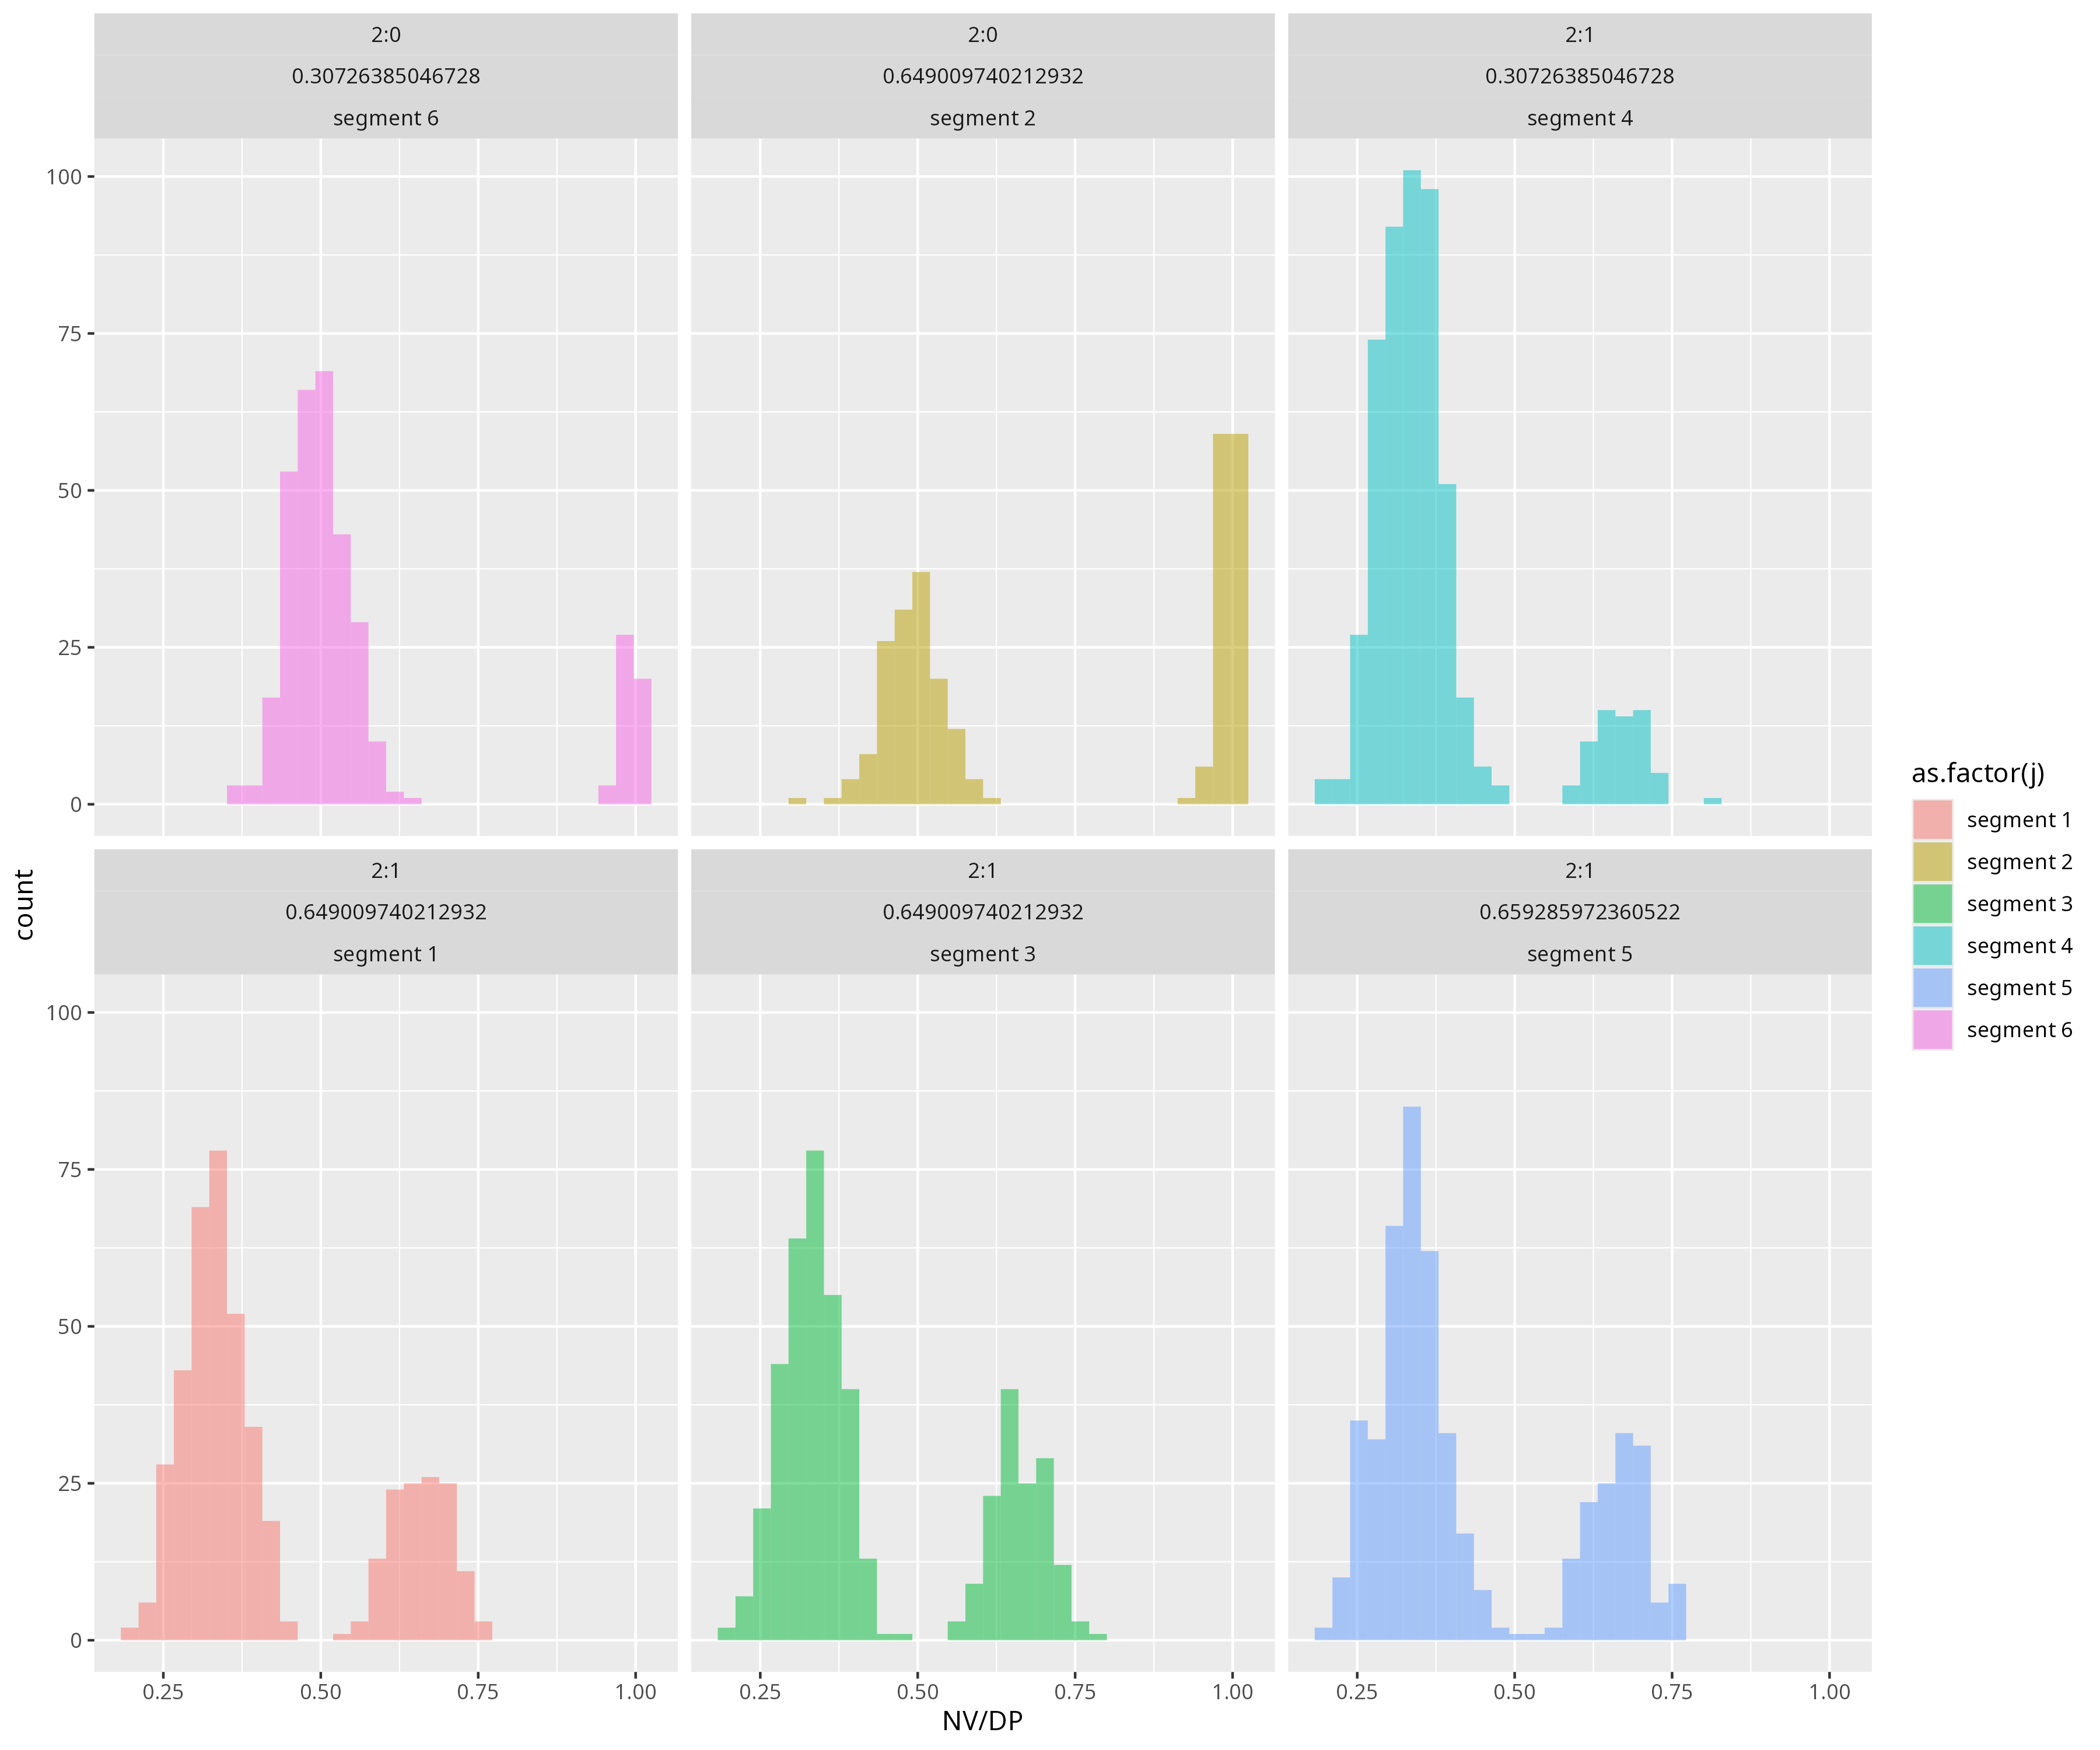 2:0
0.30726385046728
segment 6
2:0
0.649009740212932
segment 2
2:1
0.30726385046728
segment 4
100
75
50
25
0
2:1
0.649009740212932
segment 1
2:1
0.649009740212932
segment 3
2:1
0.659285972360522
segment 5
100
75
50
25
0
0.25 0.50 0.75 1.00
0.25 0.50 0.75 1.00
0.25 0.50 0.75 1.00
NV/DP
count
as.factor(j)
segment 1
segment 2
segment 3
segment 4
segment 5
segment 6